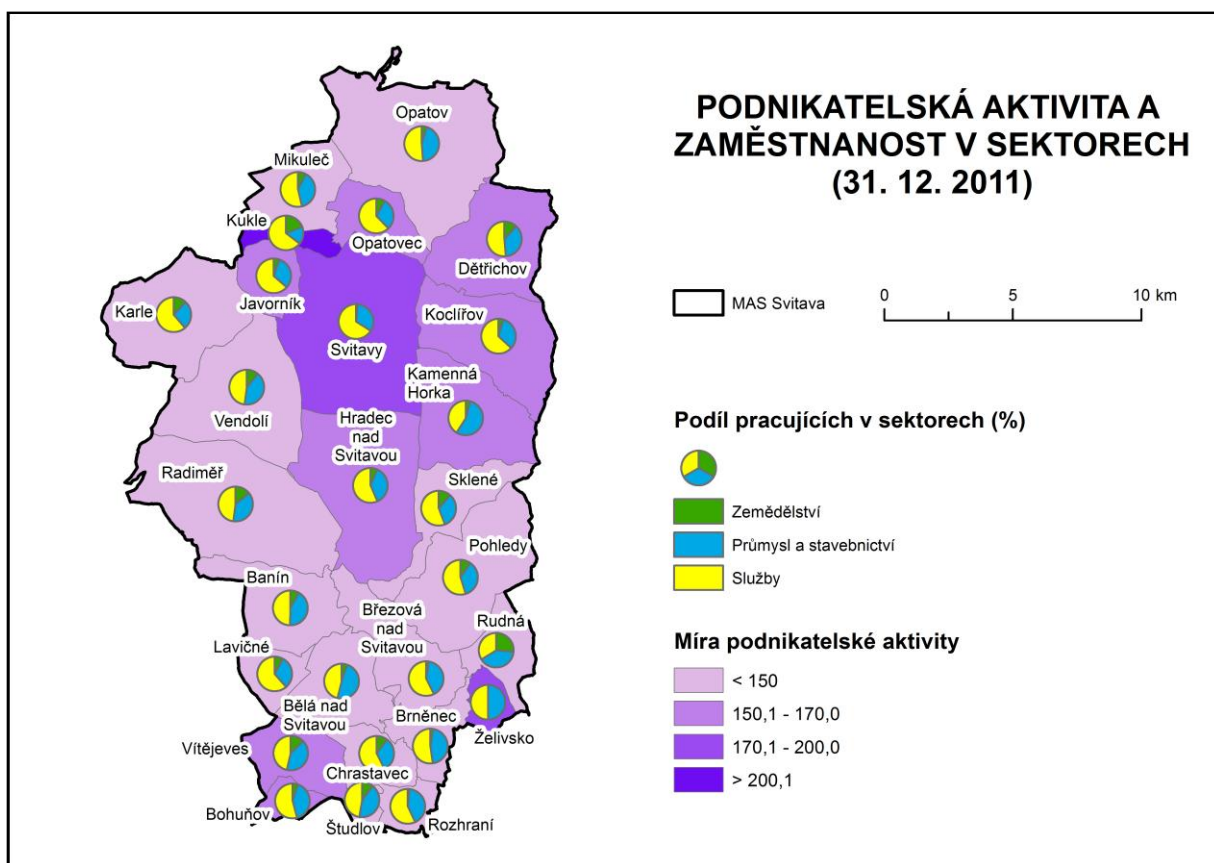 PODNIKATELSKÁ AKTIVITA A
ZAMĚSTNANOST V SEKTORECH
(31. 12. 2011)
MAS Svitava
0 5 10 km
Podíl pracujících v sektorech (%)
Zemědělství
Průmysl a stavebnictví
Služby
Míra podnikatelské aktivity
< 150
150,1 - 170,0
170,1 - 200,0
> 200,1
Opatov
Mikuleč
Kukle
Opatovec
Dětřichov
Javorník
Karle
Svitavy
Koclířov
Kamenná
Horka
Vendolí
Hradec
nad
Svitavou
Radiměř
Sklené
Pohledy
Banín
Březová
nad
Svitavou
Rudná
Lavičné
Bělá nad
Svitavou
Brněnec
Želivsko
Vítějeves
Chrastavec
Bohuňov
Študlov
Rozhraní